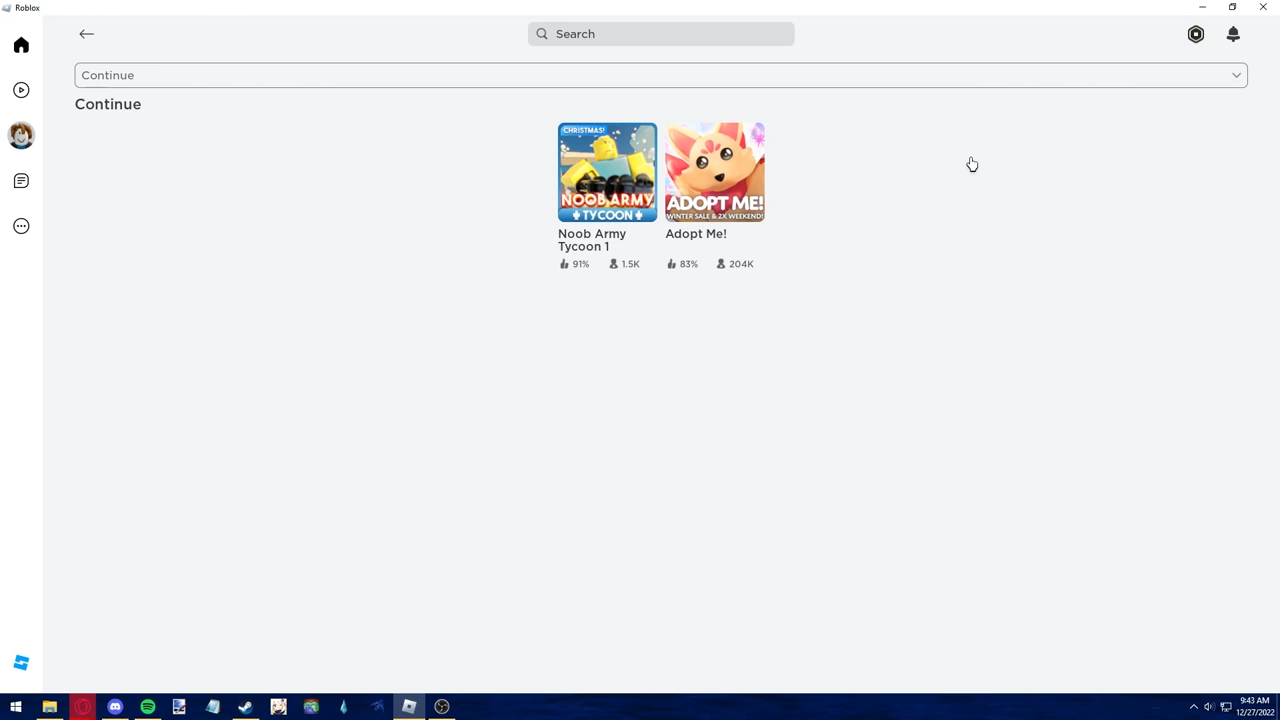 Roblox
Search
Continue
Continue
CHRISTMAS!
NOOB ARMY
TYCOON
ADOPT ME!
WINTER SALE & 2X WEEKEND!
Noob Army
Tycoon 1
Adopt Me!
91% 1.5K
83% 204K
9:43 AM
12/27/2022